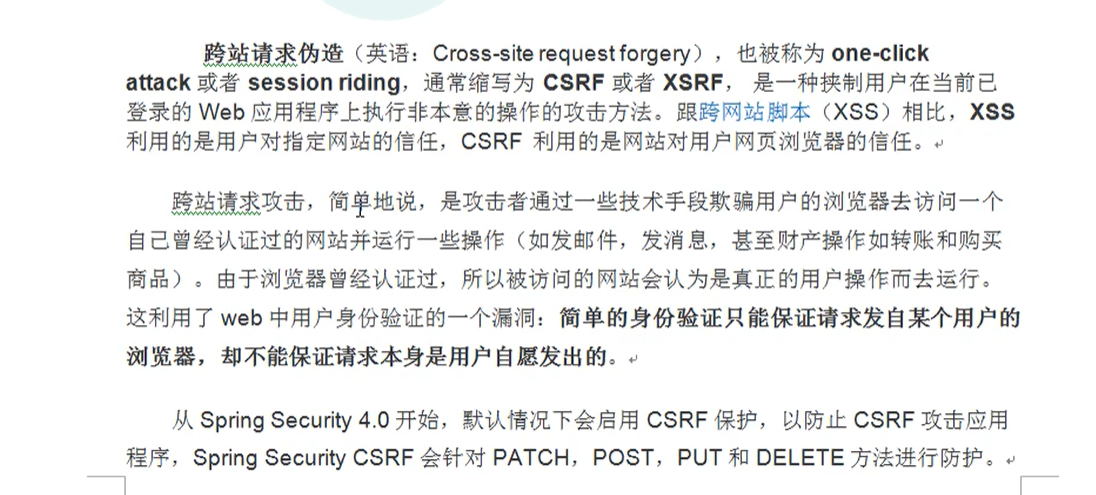 跨站请求伪造（英语：Cross-site request forgery），也被称为 one-click
attack 或者 session riding，通常缩写为 CSRF 或者 XSRF， 是一种挟制用户在当前已
登录的 Web 应用程序上执行非本意的操作的攻击方法。跟跨网站脚本（XSS）相比，XSS
利用的是用户对指定网站的信任，CSRF 利用的是网站对用户网页浏览器的信任。
跨站请求攻击，简单地说，是攻击者通过一些技术手段欺骗用户的浏览器去访问一个
自己曾经认证过的网站并运行一些操作（如发邮件，发消息，甚至财产操作如转账和购买
商品）。由于浏览器曾经认证过，所以被访问的网站会认为是真正的用户操作而去运行。
这利用了 web 中用户身份验证的一个漏洞：简单的身份验证只能保证请求发自某个用户的
浏览器，却不能保证请求本身是用户自愿发出的。
从 Spring Security 4.0 开始，默认情况下会启用 CSRF 保护，以防止 CSRF 攻击应用
程序，Spring Security CSRF 会针对 PATCH，POST，PUT 和 DELETE 方法进行防护。